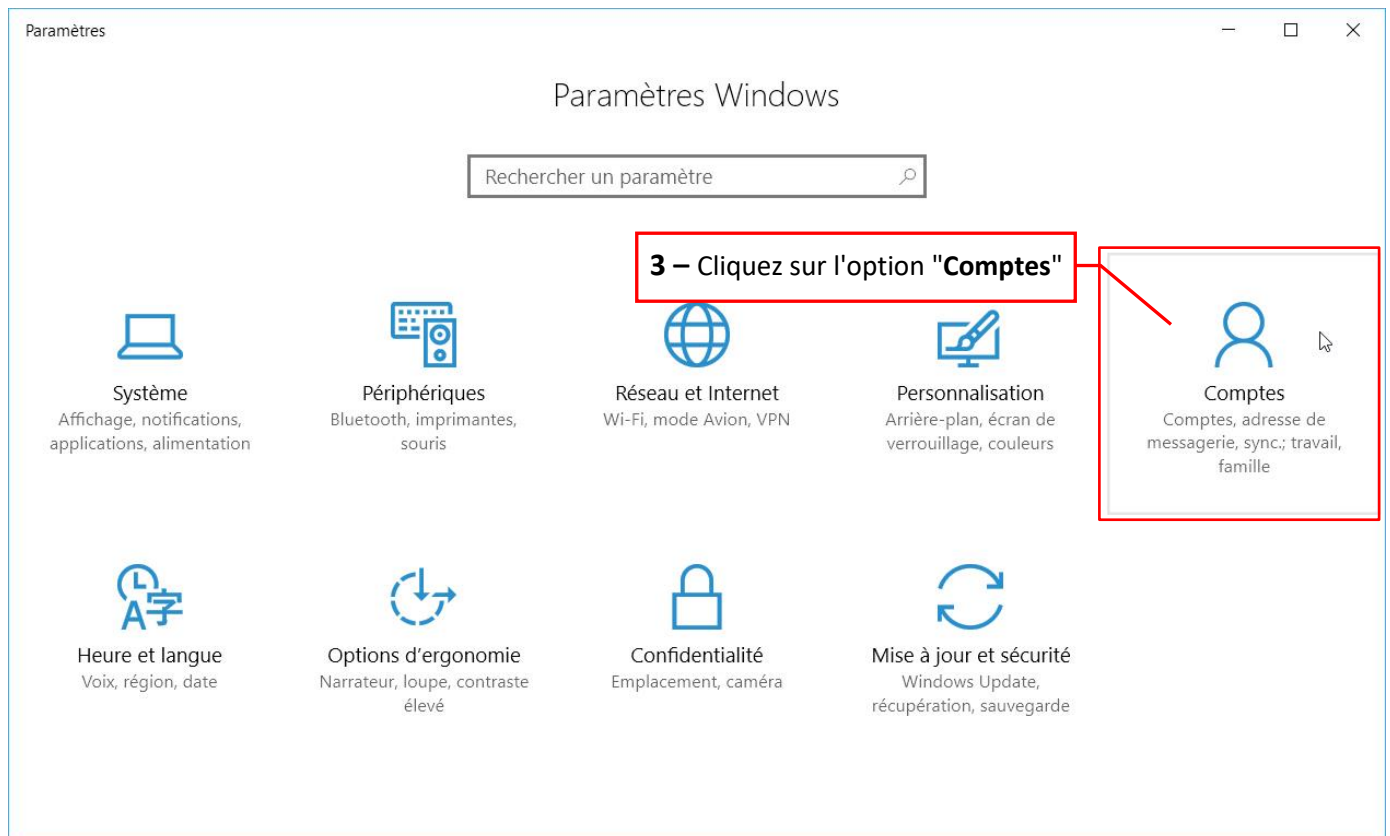 Paramètres
Paramètres Windows
Rechercher un paramètre
3 – Cliquez sur l'option "Comptes"
Système
Affichage, notifications,
applications, alimentation
Périphériques
Bluetooth, imprimantes,
souris
Réseau et Internet
Wi-Fi, mode Avion, VPN
Personnalisation
Arrière-plan, écran de
verrouillage, couleurs
Comptes
Comptes, adresse de
messagerie, sync.; travail,
famille
A字
Heure et langue
Voix, région, date
Options d’ergonomie
Narrateur, loupe, contraste
élevé
Confidentialité
Emplacement, caméra
Mise à jour et sécurité
Windows Update,
récupération, sauvegarde